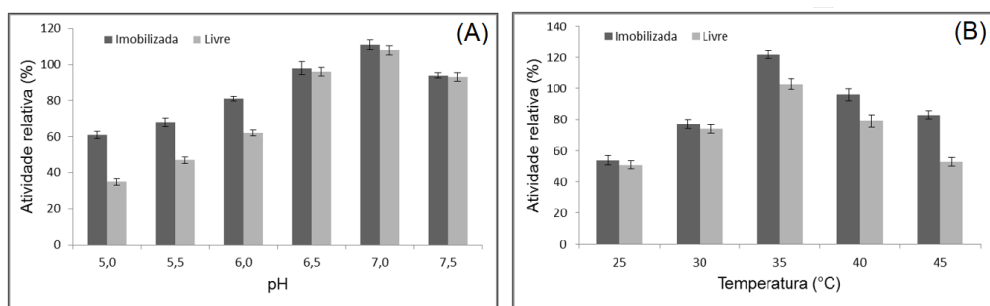 (A)
Imobilizada Livre
Atividade relativa (%)
120
100
80
60
40
20
0
5,0 5,5 6,0 6,5 7,0 7,5
pH
(B)
Imobilizada Livre
Atividade relativa (%)
140
120
100
80
60
40
20
0
25 30 35 40 45
Temperatura (°C)